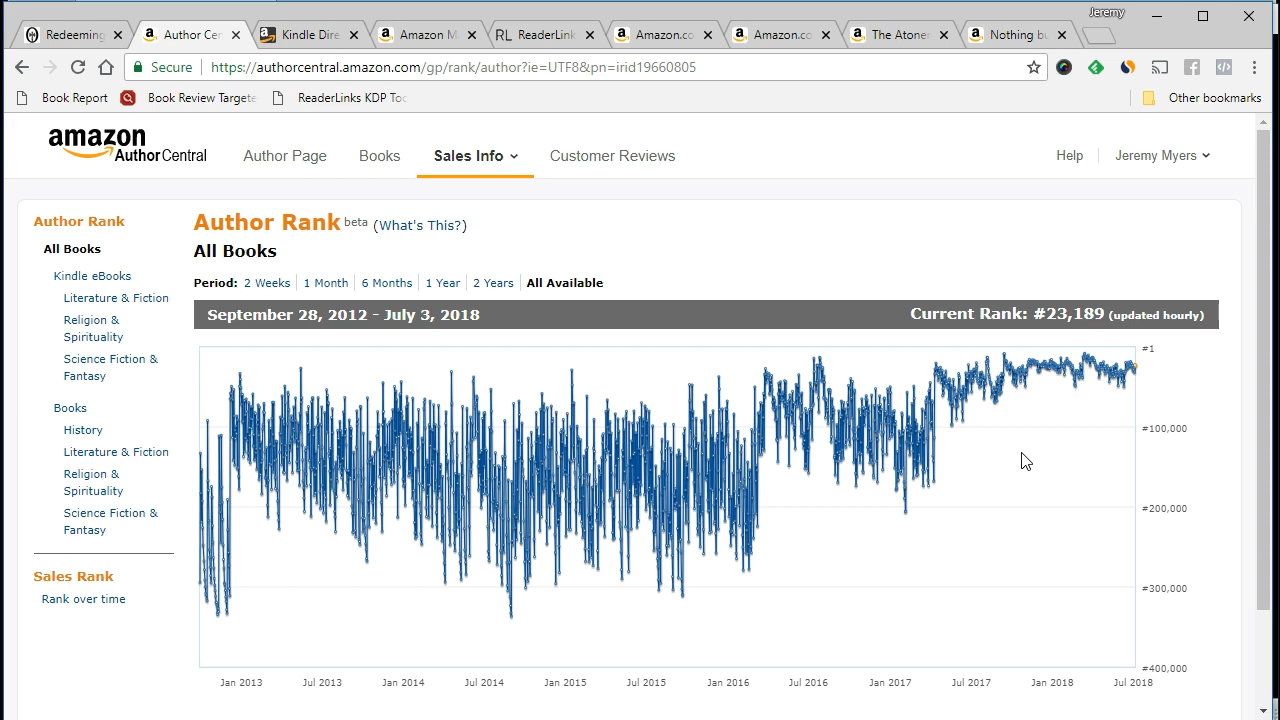 Jeremy
Redeeming
Author Cer
Kindle Dire
Amazon M
RL ReaderLink
Amazon.co
Amazon.co
The Atone
Nothing b
Secure https://authorcentral.amazon.com/gp/rank/author?ie=UTF8&pn=irid19660805
Book Report Book Review Targete ReaderLinks KDP Too Other bookmarks
amazon
AuthorCentral Author Page Books Sales Info Customer Reviews Help Jeremy Myers
Author Rank
All Books
Kindle eBooks
Literature & Fiction
Religion &
Spirituality
Science Fiction &
Fantasy
Books
History
Literature & Fiction
Religion &
Spirituality
Science Fiction &
Fantasy
Sales Rank
Rank over time
Author Rank beta (What's This?)
All Books
Period: 2 Weeks 1 Month 6 Months 1 Year 2 Years All Available
September 28, 2012 - July 3, 2018 Current Rank: #23,189 (updated hourly)
#1
#100,000
#200,000
#300,000
#400,000
Jan 2013 Jul 2013 Jan 2014 Jul 2014 Jan 2015 Jul 2015 Jan 2016 Jul 2016 Jan 2017 Jul 2017 Jan 2018 Jul 2018